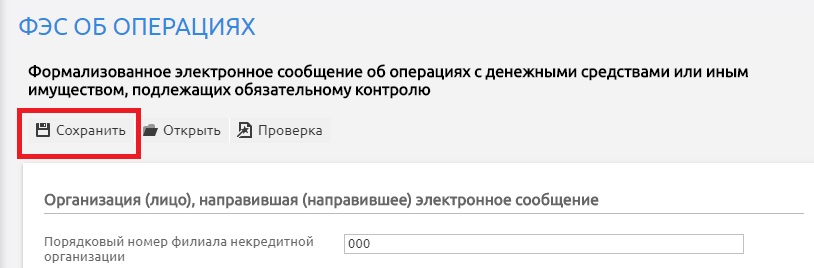 ФЭС ОБ ОПЕРАЦИЯХ
Формализованное электронное сообщение об операциях с денежными средствами или иным
имуществом, подлежащих обязательному контролю
Сохранить Открыть Проверка
Организация (лицо), направившая (направившее) электронное сообщение
Порядковый номер филиала некредитной 000
организации